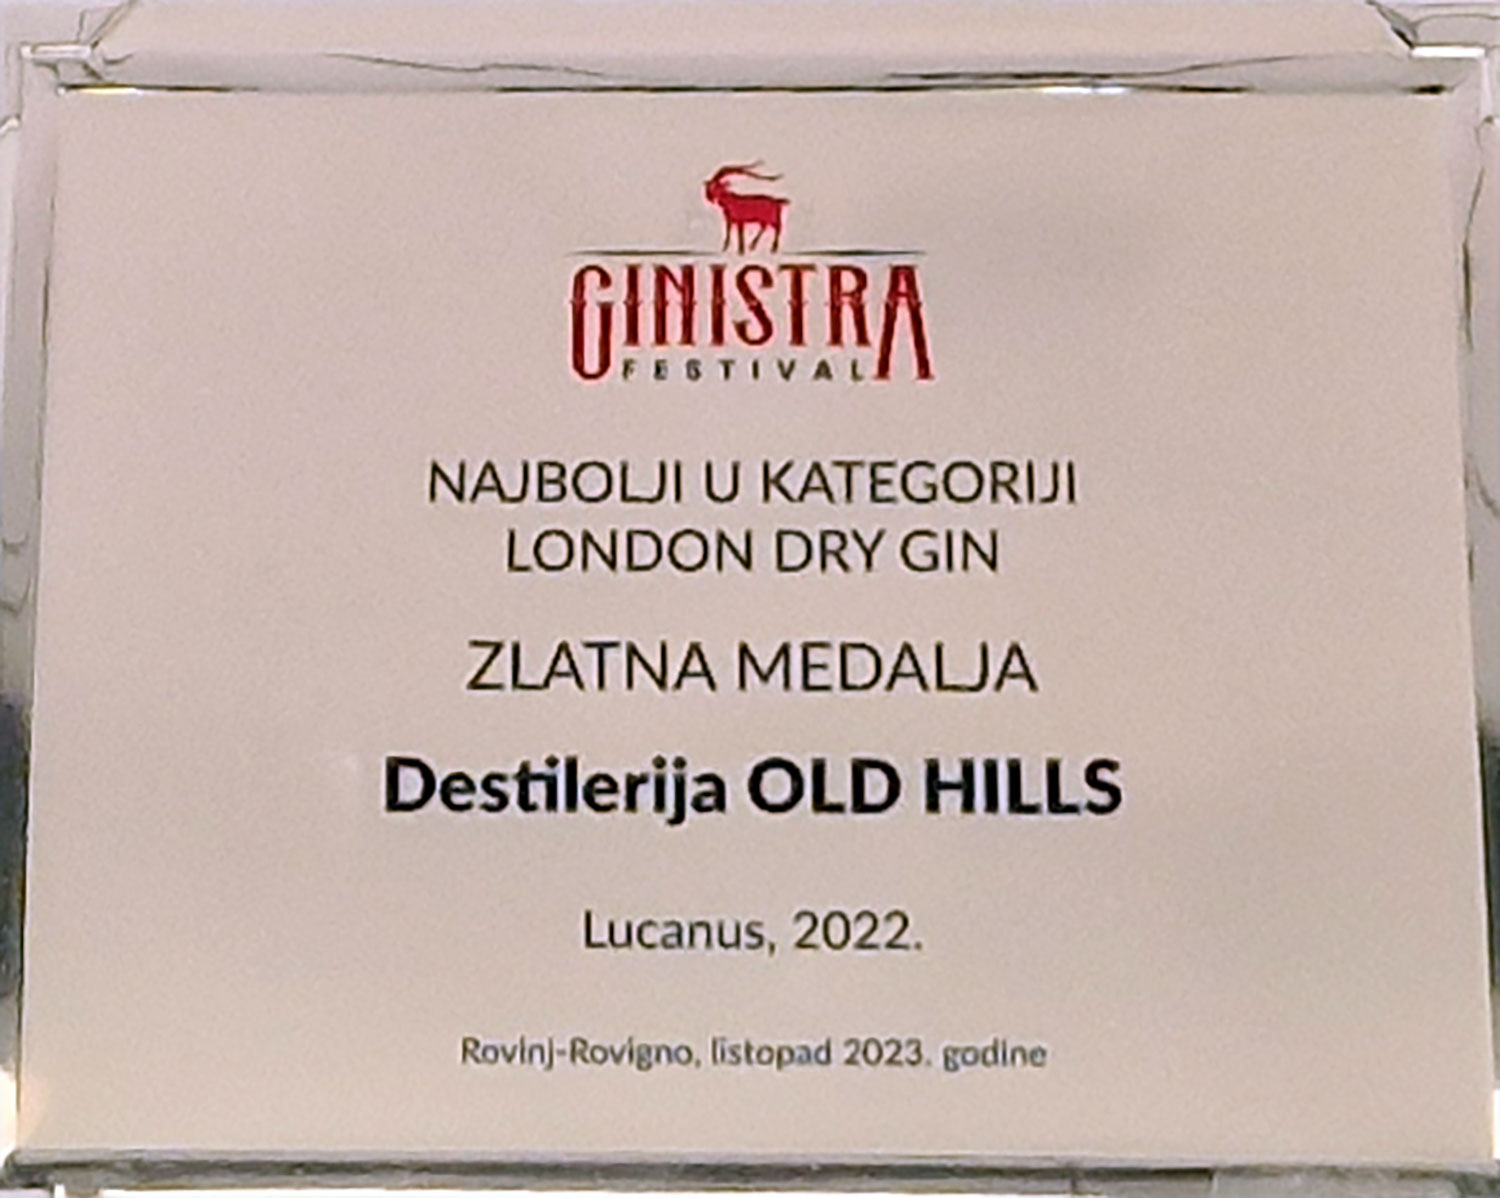 GINISTRA
FESTIVAL
NAJBOLJI U KATEGORIJI
LONDON DRY GIN
ZLATNA MEDALJA
Destilerija OLD HILLS
Lucanus, 2022.
Rovinj-Rovigno, listopad 2023. godine